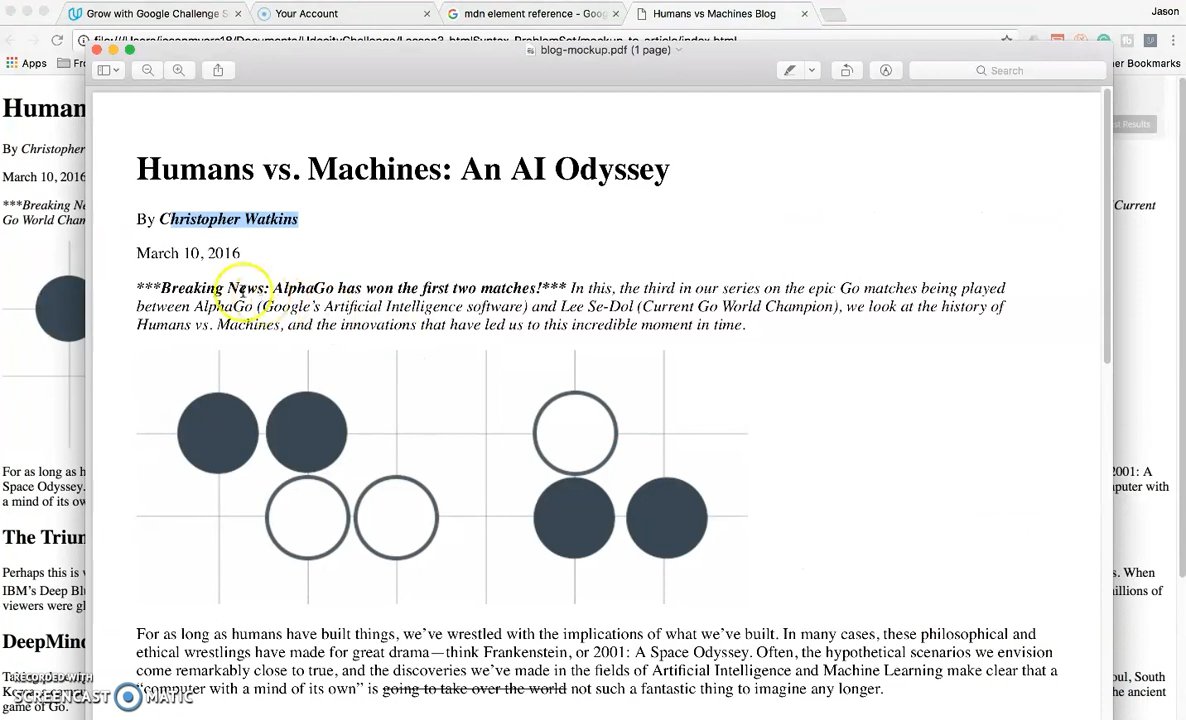 Grow with Google Challenge S
Your Account
mdn element reference - Goog
Humans vs Machines Blog
Jason
blog-mockup.pdf (1 page)
Apps
er Bookmarks
Search
st Results
Human
By Christopher
March 10, 2016
***Breaking Ne
Go World Cham
Current
Humans vs. Machines: An AI Odyssey
By Christopher Watkins
March 10, 2016
***Breaking News: AlphaGo has won the first two matches!*** In this, the third in our series on the epic Go matches being played
between AlphaGo (Google's Artificial Intelligence software) and Lee Se-Dol (Current Go World Champion), we look at the history of
Humans vs. Machines, and the innovations that have led us to this incredible moment in time.
For as long as humans have built things, we've wrestled with the implications of what we've built. In many cases, these philosophical and
ethical wrestlings have made for great drama—think Frankenstein, or 2001: A Space Odyssey. Often, the hypothetical scenarios we envision
come remarkably close to true, and the discoveries we've made in the fields of Artificial Intelligence and Machine Learning make clear that a
"computer with a mind of its own" is going to take over the world not such a fantastic thing to imagine any longer.
For as long as h
Space Odyssey.
a mind of its ow
2001: A
puter with
The Trium
Perhaps this is v
IBM's Deep Bl
viewers were gl
s. When
illions of
DeepMind
oul, South
the ancient
game of Go.
RECORDED WITH
SCREENCAST MATIC